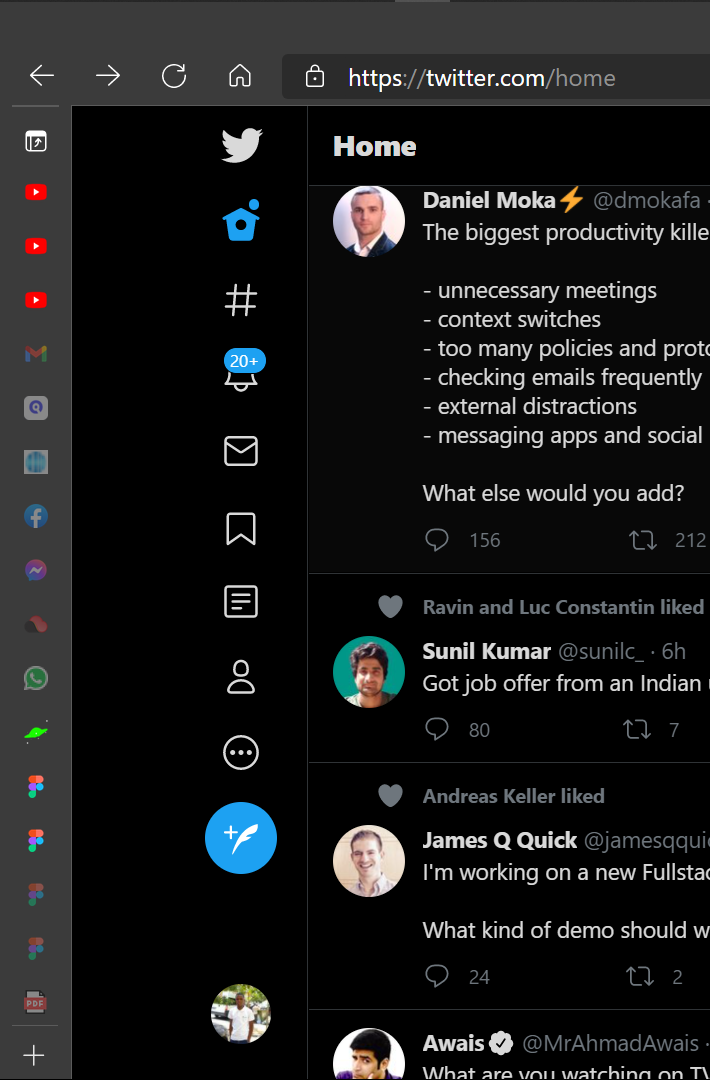 https://twitter.com/home
Home
Daniel Moka⚡ @dmokafa ·
The biggest productivity kille
- unnecessary meetings
- context switches
20+
- too many policies and proto
- checking emails frequently
- external distractions
- messaging apps and social
What else would you add?
156 212
Ravin and Luc Constantin liked
Sunil Kumar @sunilc_ · 6h
Got job offer from an Indian
80 7
Andreas Keller liked
James Q Quick @jamesqquic
I'm working on a new Fullstac
What kind of demo should w
24 2
PDF
Awais @MrAhmadAwais ·
What are you watching on TV